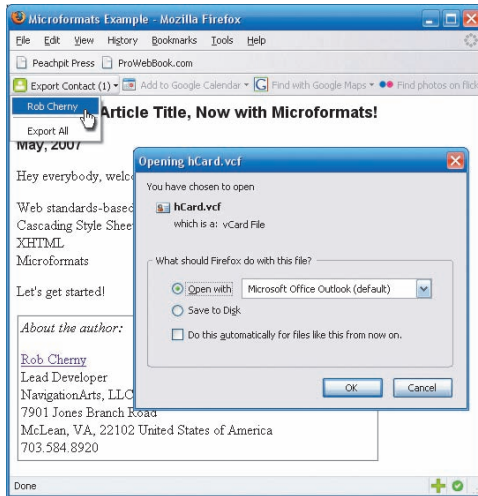 Microformats Example - Mozilla Firefox
File Edit View History Bookmarks Tools Help
Peachpit Press ProWebBook.com
Export Contact (1) Add to Google Calendar Find with Google Maps Find photos on
Rob Cherny
Export All
Article Title, Now with Microformats!
May, 2007
Hey everybody,
Web standards-based
Cascading Style
XHTML
Microformats
Let's get started!
Opening hCard.vcf
You have chosen to open
hCard.vcf
which is a: vCard File
What should Firefox do with this file?
Open with Microsoft Office Outlook (default)
Save to Disk
Do this automatically for files like this from now on.
OK Cancel
About the author:
Rob Cherny
Lead Developer
NavigationArts, LLC
7901 Jones Branch Road
McLean, VA, 22102 United States of America
703.584.8920
Done